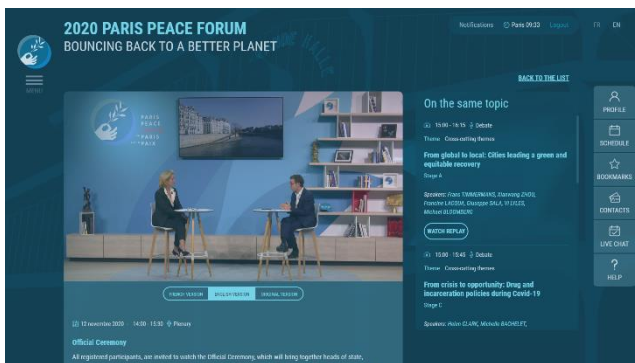 2020 PARIS PEACE FORUM
BOUNCING BACK TO A BETTER PLANET
Notifications
Paris 09:33
Logout
FR
EN
MENU
BACK TO THE LIST
PARIS
PEACE
On the same topic
15:00 - 16:15 Debate
Theme Cross-cutting themes
From global to local: Cities leading a green and
equitable recovery
Stage A
Speakers: Frans TIMMERMANS, Xiaowang ZHOU,
Francine LACQUA, Giuseppe SALA, YI LYLES,
Michael BLOOMBERG
WATCH REPLAY
15:00 - 15:45 Debate
Theme Cross-cutting themes
From crisis to opportunity: Drug and
incarceration policies during Covid-19
Stage C
Speakers: Helen CLARK, Michelle BACHELET,
PROFILE
SCHEDULE
BOOKMARKS
CONTACTS
LIVE CHAT
HELP
FRENCH VERSION
ENGLISH VERSION
ORIGINAL VERSION
12 novembre 2020 - 14:00 - 15:30 Plenary
Official Ceremony
All registered participants, are invited to watch the Official Ceremony, which will bring together heads of state,